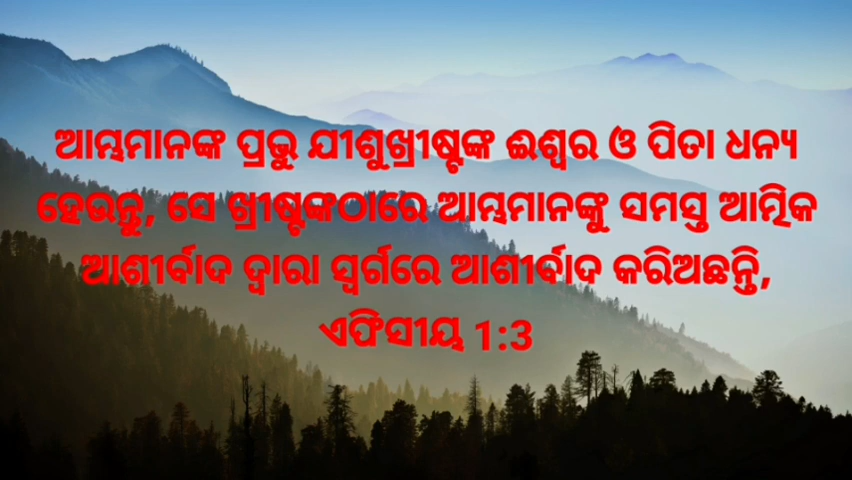 ଆମ୍ଭମାନଙ୍କ ପ୍ରଭୁ ଯୀଶୁଖ୍ରୀଷ୍ଟଙ୍କ ଈଶ୍ୱର ଓ ପିତା ଧନ୍ୟ
ହେଉନ୍ତୁ, ସେ ଖ୍ରୀଷ୍ଟଙ୍କଠାରେ ଆମ୍ଭମାନଙ୍କୁ ସମସ୍ତ ଆତ୍ମିକ
ଆଶୀର୍ବାଦ ଦ୍ୱାରା ସ୍ୱର୍ଗରେ ଆଶୀର୍ବାଦ କରିଅଛନ୍ତି,
ଏଫିସୀୟ 1:3